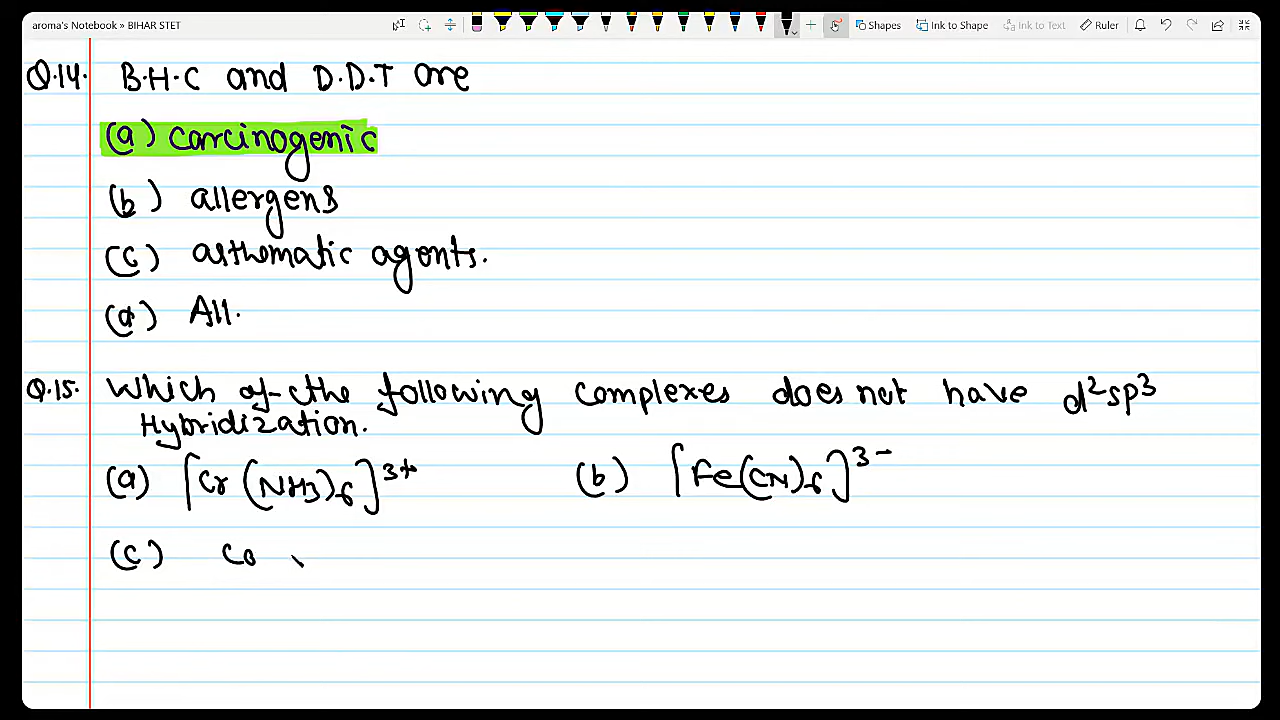 aroma's Notebook » BIHAR STET
Shapes Ink to Shape Ink to Text Ruler
Q.14. B.H.C and D.D.T are
(a) carcinogenic
(b) allergens
(c) asthematic agents.
(d) All.
Q.15. Which of the following complexes does not have d²sp³
Hybridization.
(a) [Cr(NH3)6]³⁺ (b) [Fe(CN)6]³⁻
(c) Co